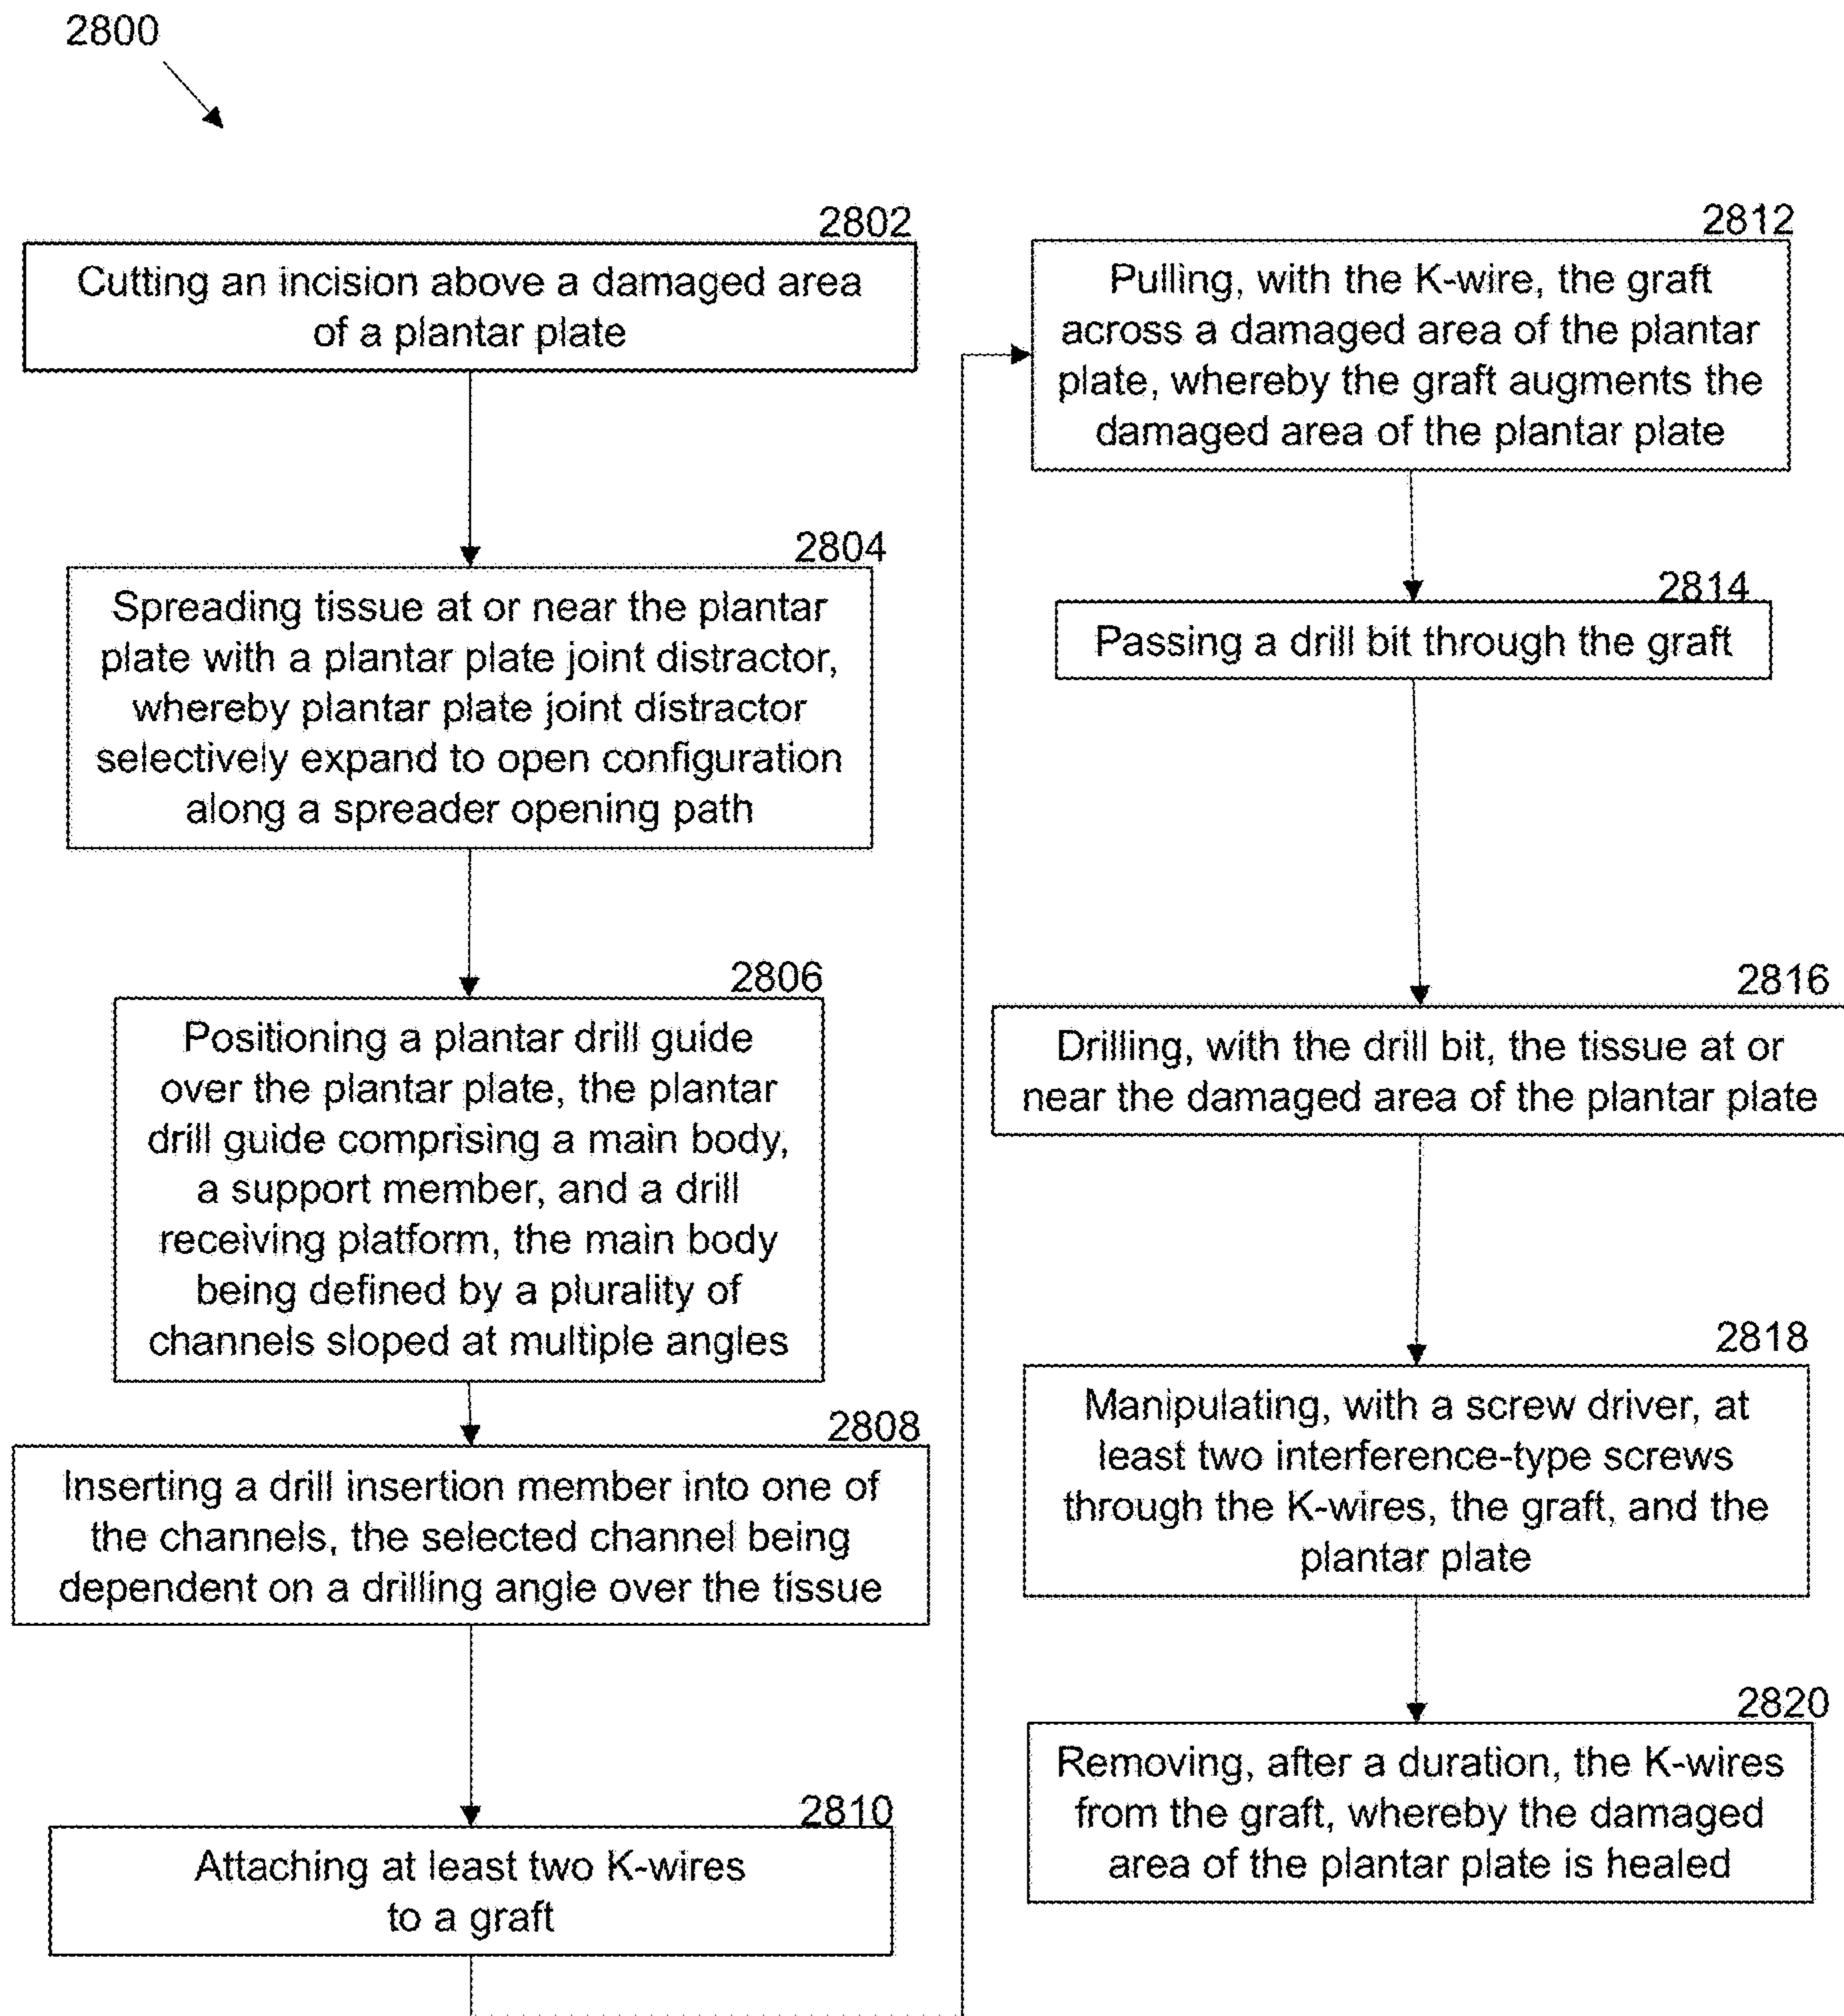 2800
2802
Cutting an incision above a damaged area
of a plantar plate
2804
Spreading tissue at or near the plantar
plate with a plantar plate joint distractor,
whereby plantar plate joint distractor
selectively expand to open configuration
along a spreader opening path
2806
Positioning a plantar drill guide
over the plantar plate, the plantar
drill guide comprising a main body,
a support member, and a drill
receiving platform, the main body
being defined by a plurality of
channels sloped at multiple angles
2808
Inserting a drill insertion member into one of
the channels, the selected channel being
dependent on a drilling angle over the tissue
2810
Attaching at least two K-wires
to a graft
2812
Pulling, with the K-wire, the graft
across a damaged area of the plantar
plate, whereby the graft augments the
damaged area of the plantar plate
2814
Passing a drill bit through the graft
2816
Drilling, with the drill bit, the tissue at or
near the damaged area of the plantar plate
2818
Manipulating, with a screw driver, at
least two interference-type screws
through the K-wires, the graft, and the
plantar plate
2820
Removing, after a duration, the K-wires
from the graft, whereby the damaged
area of the plantar plate is healed